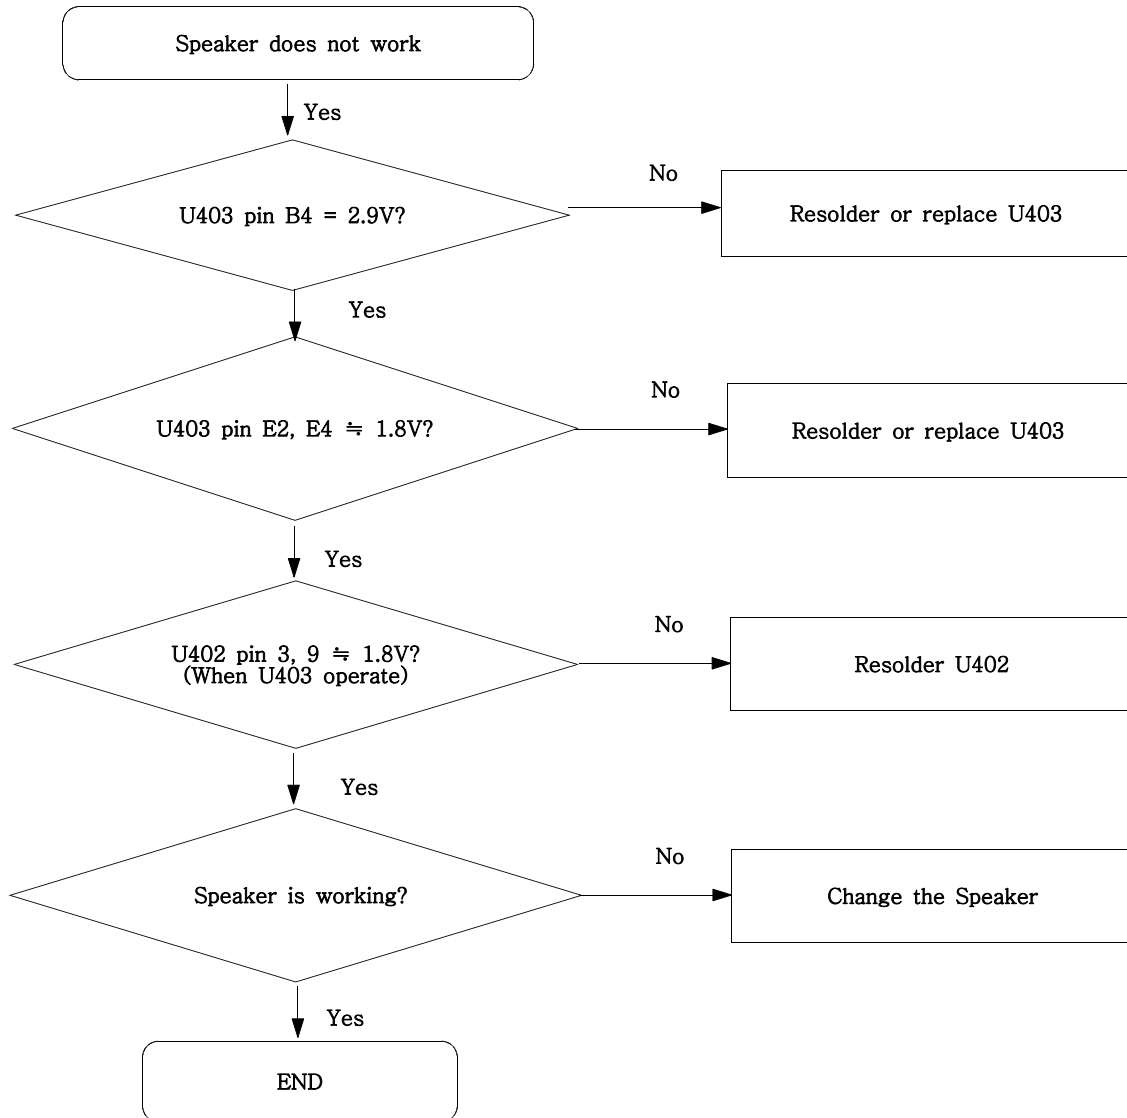 Speaker does not work
Yes
No
U403 pin B4 = 2.9V?
Resolder or replace U403
Yes
No
U403 pin E2, E4 ≒ 1.8V?
Resolder or replace U403
Yes
No
U402 pin 3, 9 ≒ 1.8V?
(When U403 operate)
Resolder U402
Yes
No
Speaker is working?
Change the Speaker
Yes
END